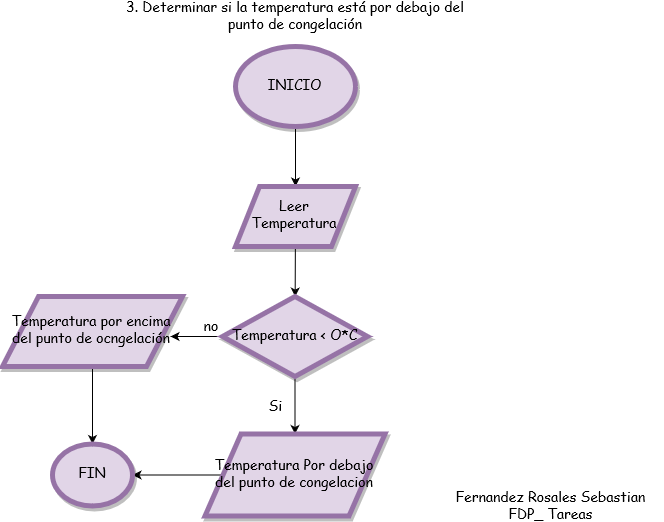 3. Determinar si la temperatura está por debajo del
punto de congelación
INICIO
Leer
Temperatura
Temperatura < O*C
no
Temperatura por encima
del punto de ocngelación
Si
Temperatura Por debajo
del punto de congelacion
FIN
Fernandez Rosales Sebastian
FDP_ Tareas